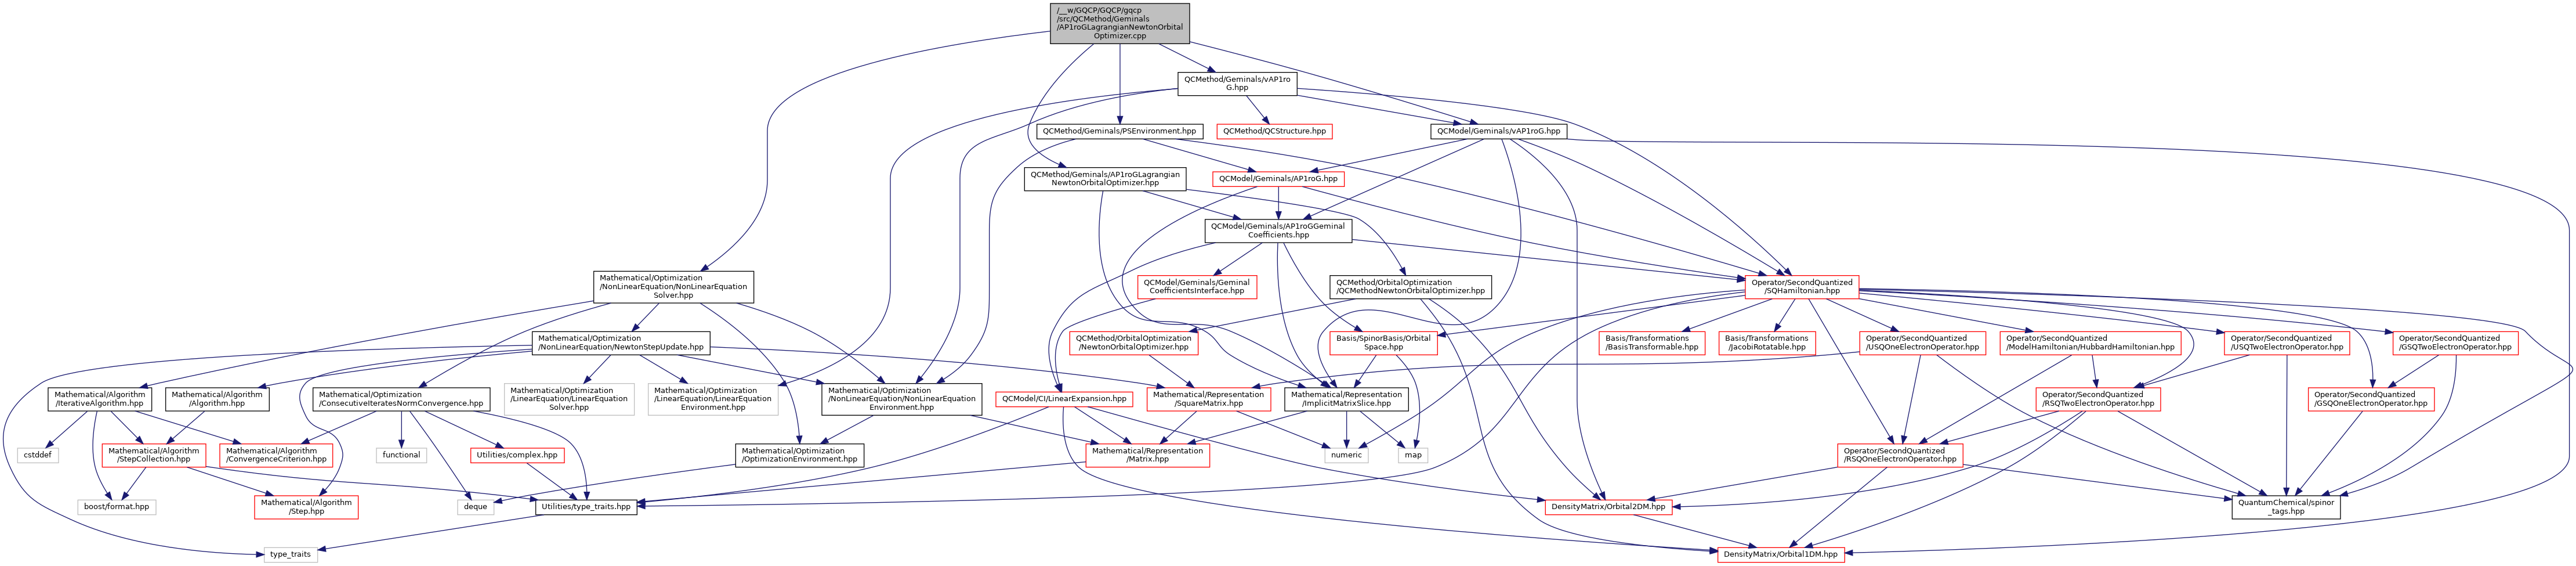 /__w/GQCP/GQCP/gqcp
/src/QCMethod/Geminals
/AP1roGLagrangianNewtonOrbital
Optimizer.cpp
QCMethod/Geminals/vAP1ro
G.hpp
QCMethod/Geminals/PSEnvironment.hpp
QCMethod/QCStructure.hpp
QCModel/Geminals/vAP1roG.hpp
QCMethod/Geminals/AP1roGLagrangian
NewtonOrbitalOptimizer.hpp
QCModel/Geminals/AP1roG.hpp
QCModel/Geminals/AP1roGGeminal
Coefficients.hpp
Mathematical/Optimization
/NonLinearEquation/NonLinearEquation
Solver.hpp
QCModel/Geminals/Geminal
CoefficientsInterface.hpp
QCMethod/OrbitalOptimization
/QCMethodNewtonOrbitalOptimizer.hpp
Operator/SecondQuantized
/SQHamiltonian.hpp
Mathematical/Optimization
/NonLinearEquation/NewtonStepUpdate.hpp
QCMethod/OrbitalOptimization
/NewtonOrbitalOptimizer.hpp
Basis/SpinorBasis/Orbital
Space.hpp
Basis/Transformations
/BasisTransformable.hpp
Basis/Transformations
/JacobiRotatable.hpp
Operator/SecondQuantized
/USQOneElectronOperator.hpp
Operator/SecondQuantized
/ModelHamiltonian/HubbardHamiltonian.hpp
Operator/SecondQuantized
/USQTwoElectronOperator.hpp
Operator/SecondQuantized
/GSQTwoElectronOperator.hpp
Mathematical/Algorithm
/IterativeAlgorithm.hpp
Mathematical/Algorithm
/Algorithm.hpp
Mathematical/Optimization
/ConsecutiveIteratesNormConvergence.hpp
Mathematical/Optimization
/LinearEquation/LinearEquation
Solver.hpp
Mathematical/Optimization
/LinearEquation/LinearEquation
Environment.hpp
Mathematical/Optimization
/NonLinearEquation/NonLinearEquation
Environment.hpp
QCModel/CI/LinearExpansion.hpp
Mathematical/Representation
/SquareMatrix.hpp
Mathematical/Representation
/ImplicitMatrixSlice.hpp
Operator/SecondQuantized
/RSQTwoElectronOperator.hpp
Operator/SecondQuantized
/GSQOneElectronOperator.hpp
cstddef
Mathematical/Algorithm
/StepCollection.hpp
Mathematical/Algorithm
/ConvergenceCriterion.hpp
functional
Utilities/complex.hpp
Mathematical/Optimization
/OptimizationEnvironment.hpp
Mathematical/Representation
/Matrix.hpp
numeric
map
Operator/SecondQuantized
/RSQOneElectronOperator.hpp
boost/format.hpp
Mathematical/Algorithm
/Step.hpp
deque
Utilities/type_traits.hpp
DensityMatrix/Orbital2DM.hpp
QuantumChemical/spinor
_tags.hpp
type_traits
DensityMatrix/Orbital1DM.hpp